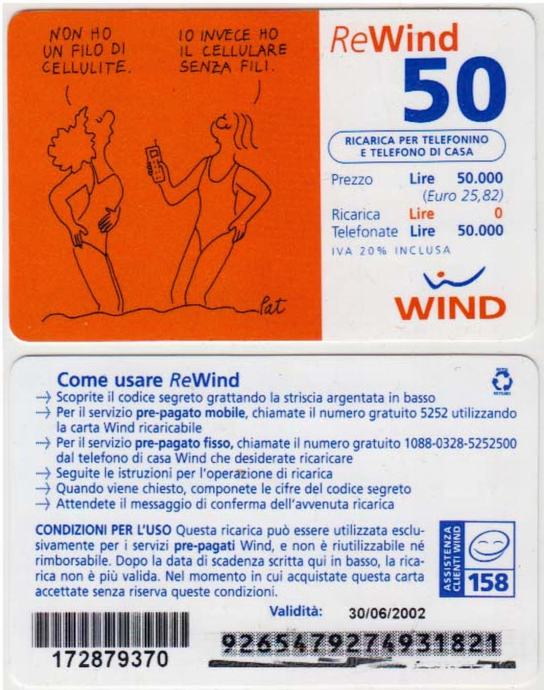 NON HO
UN FILO DI
CELLULITE.
IO INVECE HO
IL CELLULARE
SENZA FILI.
Pat
ReWind
50
RICARICA PER TELEFONINO
E TELEFONO DI CASA
Prezzo Lire 50.000
(Euro 25,82)
Ricarica Lire 0
Telefonate Lire 50.000
IVA 20% INCLUSA
WIND
Come usare ReWind
→ Scoprite il codice segreto grattando la striscia argentata in basso
→ Per il servizio pre-pagato mobile, chiamate il numero gratuito 5252 utilizzando
la carta Wind ricaricabile
→ Per il servizio pre-pagato fisso, chiamate il numero gratuito 1088-0328-5252500
dal telefono di casa Wind che desiderate ricaricare
→ Seguite le istruzioni per l'operazione di ricarica
→ Quando viene chiesto, componete le cifre del codice segreto
→ Attendete il messaggio di conferma dell'avvenuta ricarica
CONDIZIONI PER L'USO Questa ricarica può essere utilizzata esclu-
sivamente per i servizi pre-pagati Wind, e non è riutilizzabile né
rimborsabile. Dopo la data di scadenza scritta qui in basso, la rica-
rica non è più valida. Nel momento in cui acquistate questa carta
accettate senza riserva queste condizioni.
ASSISTENZA
CLIENTI WIND
158
Validità: 30/06/2002
172879370
9265479274931821